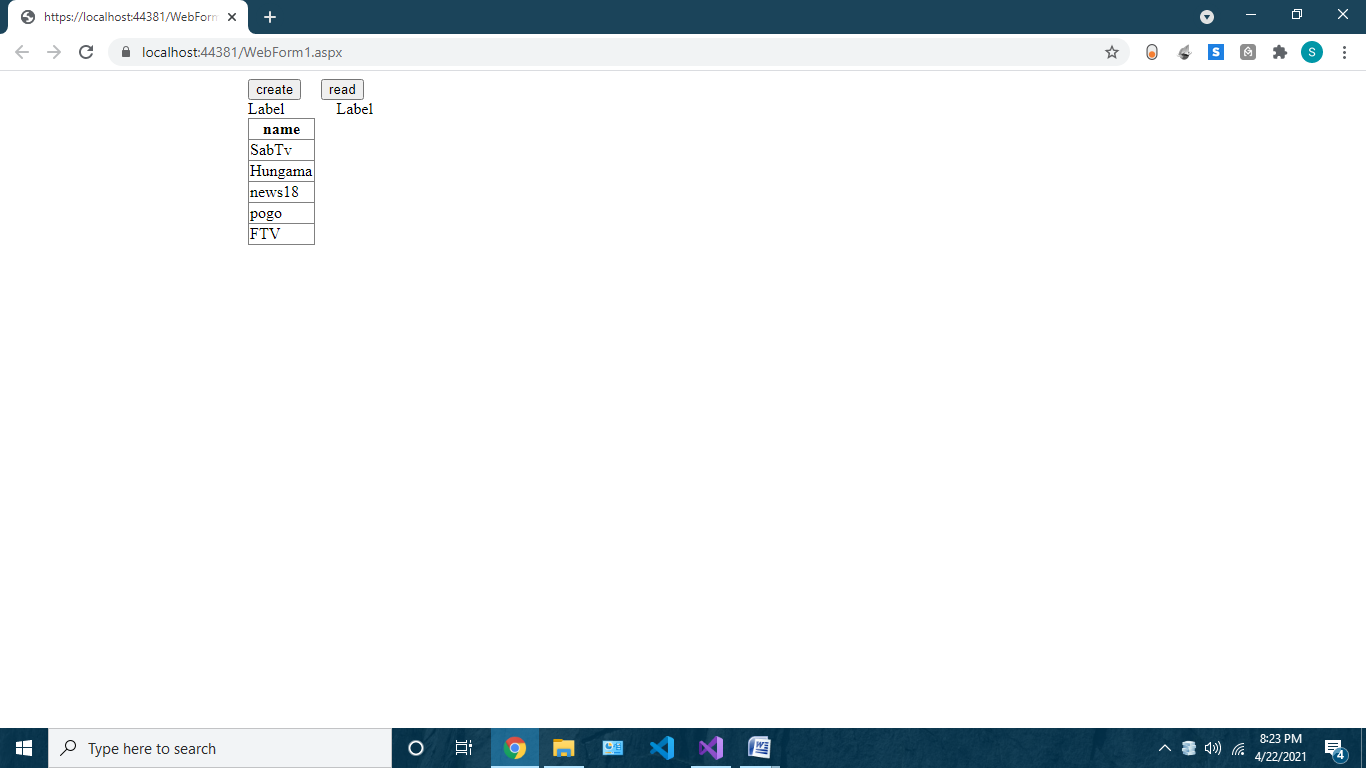 https://localhost:44381/WebForm
localhost:44381/WebForm1.aspx
S
S
create read
Label Label
name
SabTv
Hungama
news18
pogo
FTV
Type here to search
8:23 PM
4/22/2021
4